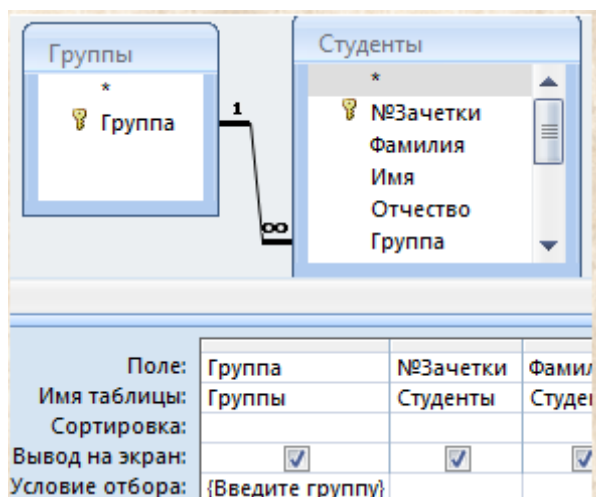 Группы
*
Группа
1
∞
Студенты
*
№Зачетки
Фамилия
Имя
Отчество
Группа
Поле: Группа №Зачетки
Имя таблицы: Группы Студенты
Сортировка:
Вывод на экран:
Условие отбора: {Введите группу}